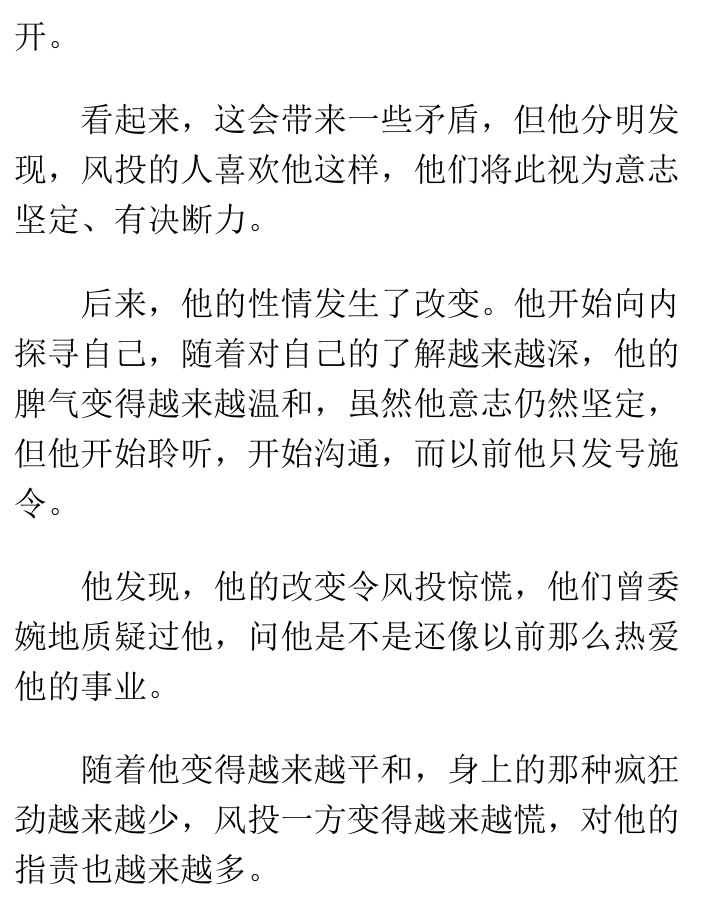 开。
看起来，这会带来一些矛盾，但他分明发
现，风投的人喜欢他这样，他们将此视为意志
坚定、有决断力。
后来，他的性情发生了改变。他开始向内
探寻自己，随着对自己的了解越来越深，他的
脾气变得越来越温和，虽然他意志仍然坚定，
但他开始聆听，开始沟通，而以前他只发号施
令。
他发现，他的改变令风投惊慌，他们曾委
婉地质疑过他，问他是不是还像以前那么热爱
他的事业。
随着他变得越来越平和，身上的那种疯狂
劲越来越少，风投一方变得越来越慌，对他的
指责也越来越多。